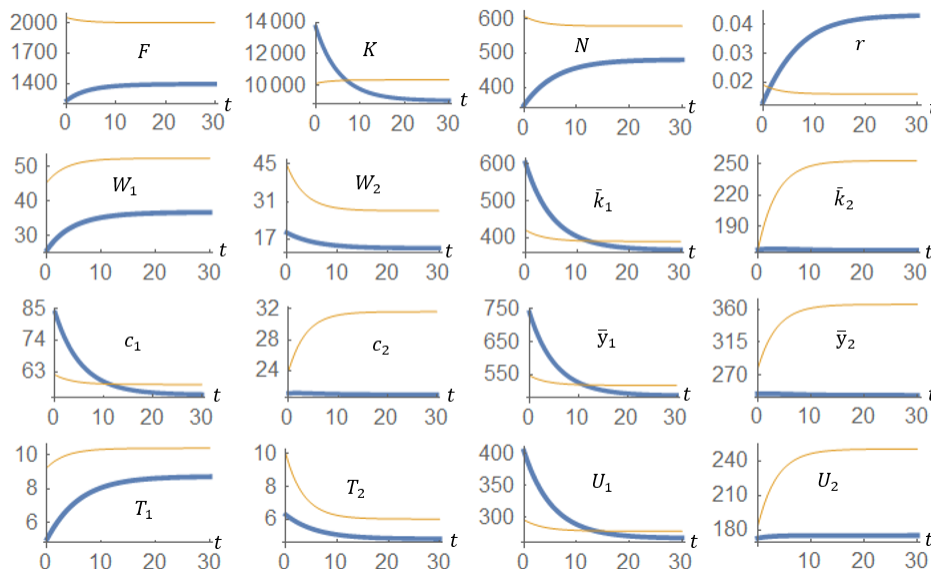 2000
1700
1400
F
0 10 20 30 t
14000
12000
10000
K
0 10 20 30 t
600
500
400
N
0 10 20 30 t
0.04
0.03
0.02
r
0 10 20 30 t
50
40
30
W₁
0 10 20 30 t
45
31
17
W₂
0 10 20 30 t
600
400
k̄₁
0 10 20 30 t
250
220
190
k̄₂
0 10 20 30 t
85
74
63
c₁
0 10 20 30 t
32
28
24
c₂
0 10 20 30 t
750
650
550
ȳ₁
0 10 20 30 t
360
315
270
ȳ₂
0 10 20 30 t
10
8
6
T₁
0 10 20 30 t
10
8
6
T₂
0 10 20 30 t
400
300
U₁
0 10 20 30 t
240
210
180
U₂
0 10 20 30 t